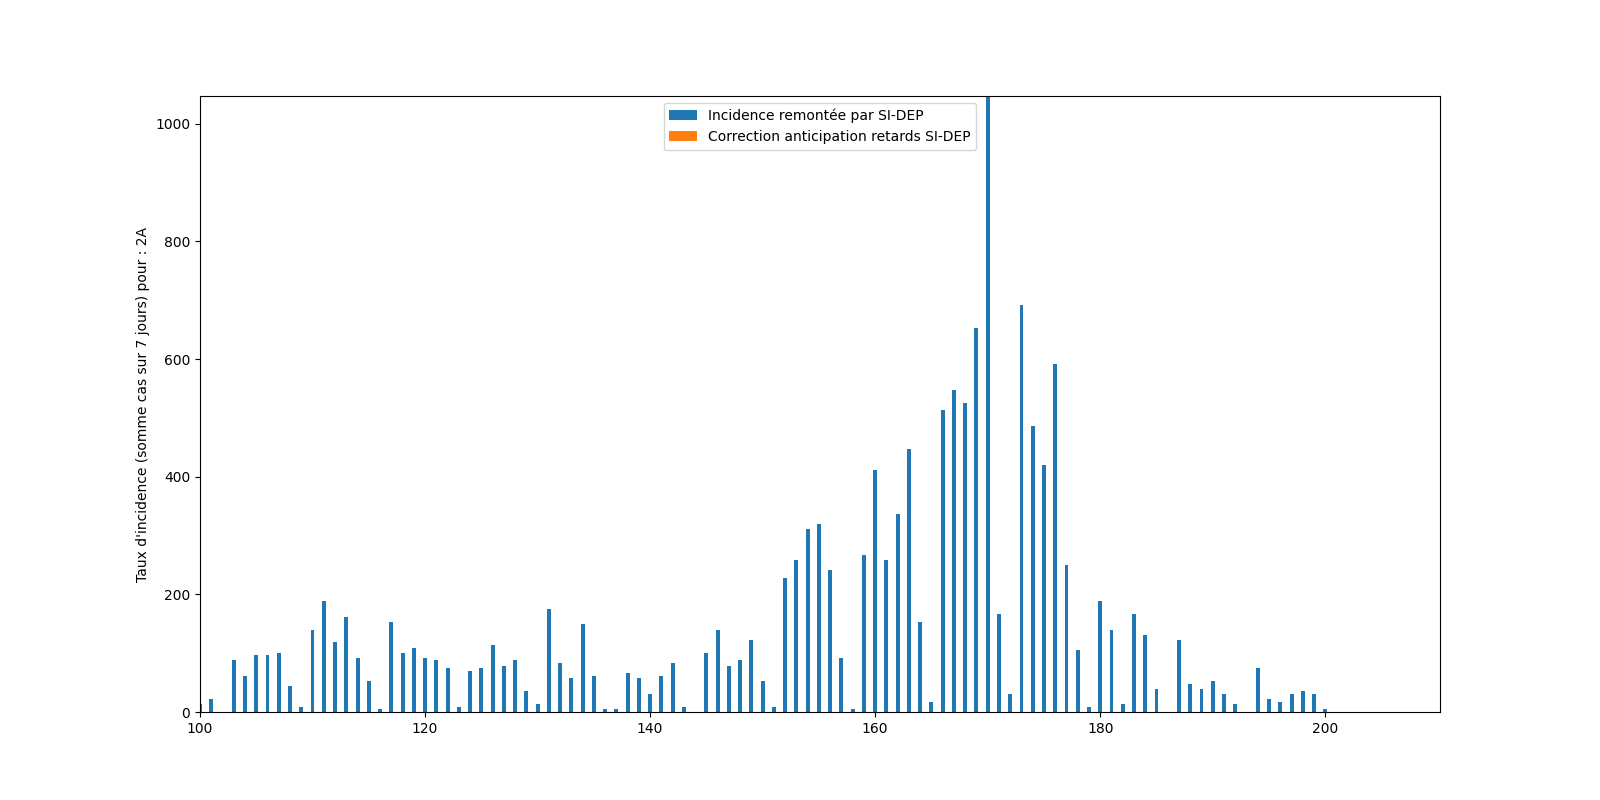 Incidence remontée par SI-DEP
Correction anticipation retards SI-DEP
Taux d'incidence (somme cas sur 7 jours) pour : 2A
1000
800
600
400
200
0
100 120 140 160 180 200